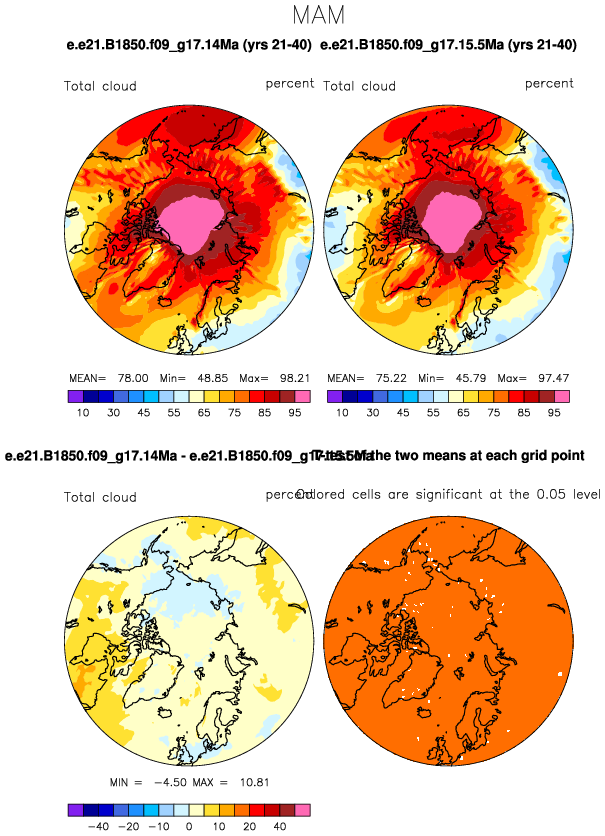 MAM
e.e21.B1850.f09_g17.14Ma (yrs 21-40) e.e21.B1850.f09_g17.15.5Ma (yrs 21-40)
Total cloud percent Total cloud percent
MEAN= 78.00 Min= 48.85 Max= 98.21 MEAN= 75.22 Min= 45.79 Max= 97.47
10 30 45 55 65 75 85 95 10 30 45 55 65 75 85 95
e.e21.B1850.f09_g17.14Ma - e.e21.B1850.f09_g17.15.5Ma T-test of the two means at each grid point
Total cloud percent Colored cells are significant at the 0.05 level
MIN = -4.50 MAX = 10.81
-40 -20 -10 0 10 20 40